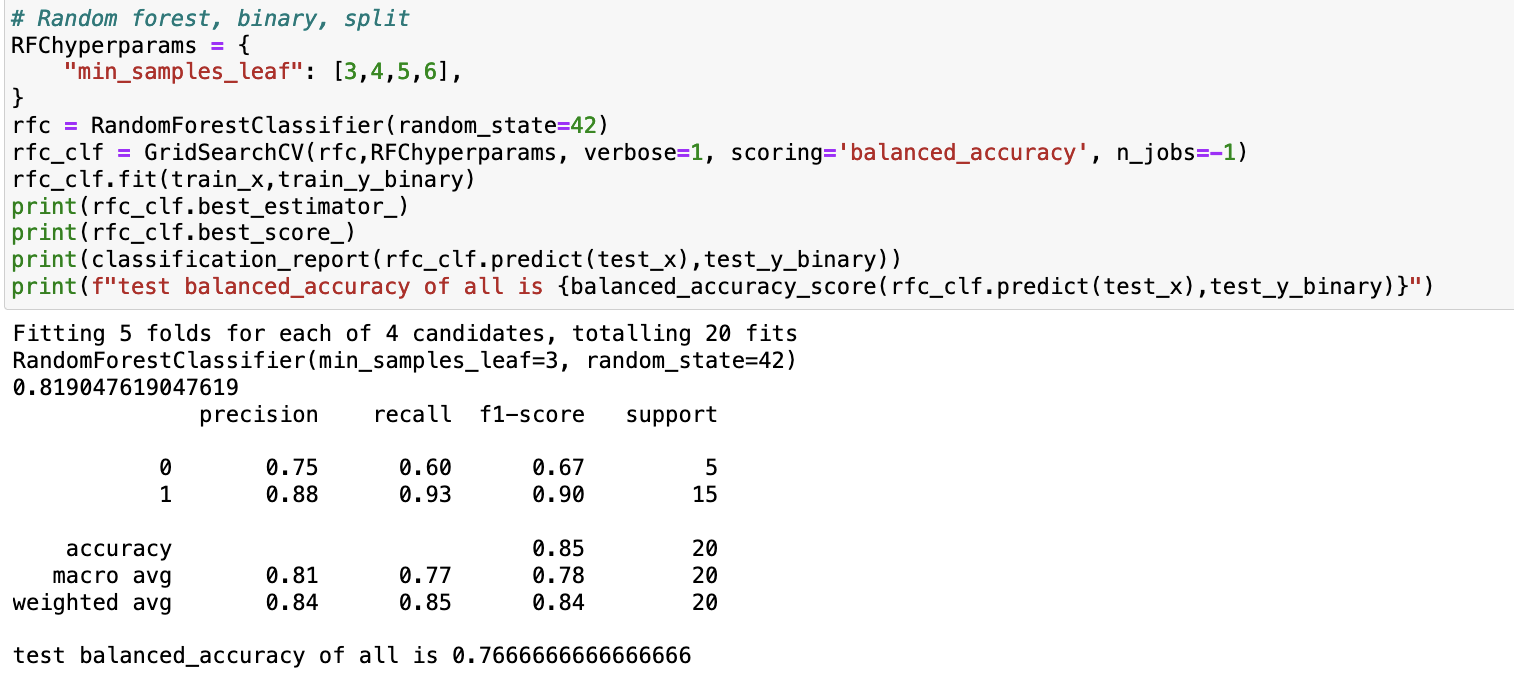 # Random forest, binary, split
RFChyperparams = {
    "min_samples_leaf": [3,4,5,6],
}
rfc = RandomForestClassifier(random_state=42)
rfc_clf = GridSearchCV(rfc,RFChyperparams, verbose=1, scoring='balanced_accuracy', n_jobs=-1)
rfc_clf.fit(train_x,train_y_binary)
print(rfc_clf.best_estimator_)
print(rfc_clf.best_score_)
print(classification_report(rfc_clf.predict(test_x),test_y_binary))
print(f"test balanced_accuracy of all is {balanced_accuracy_score(rfc_clf.predict(test_x),test_y_binary)}")
Fitting 5 folds for each of 4 candidates, totalling 20 fits
RandomForestClassifier(min_samples_leaf=3, random_state=42)
0.819047619047619
              precision    recall  f1-score   support
           0       0.75      0.60      0.67         5
           1       0.88      0.93      0.90        15
    accuracy                           0.85        20
   macro avg       0.81      0.77      0.78        20
weighted avg       0.84      0.85      0.84        20
test balanced_accuracy of all is 0.7666666666666666